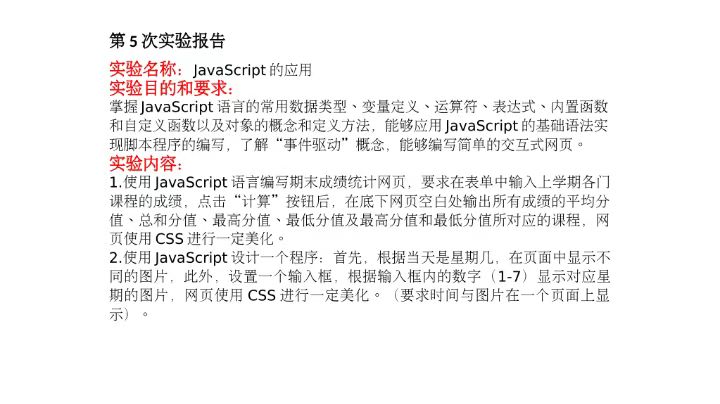 第 5 次实验报告
实验名称：JavaScript 的应用
实验目的和要求：
掌握 JavaScript 语言的常用数据类型、变量定义、运算符、表达式、内置函数
和自定义函数以及对象的概念和定义方法，能够应用 JavaScript 的基础语法实
现脚本程序的编写，了解“事件驱动”概念，能够编写简单的交互式网页。
实验内容：
1.使用 JavaScript 语言编写期末成绩统计网页，要求在表单中输入上学期各门
课程的成绩，点击“计算”按钮后，在底下网页空白处输出所有成绩的平均分
值、总和分值、最高分值、最低分值及最高分值和最低分值所对应的课程，网
页使用 CSS 进行一定美化。
2.使用 JavaScript 设计一个程序：首先，根据当天是星期几，在页面中显示不
同的图片，此外，设置一个输入框，根据输入框内的数字（1-7）显示对应星
期的图片，网页使用 CSS 进行一定美化。（要求时间与图片在一个页面上显
示）。